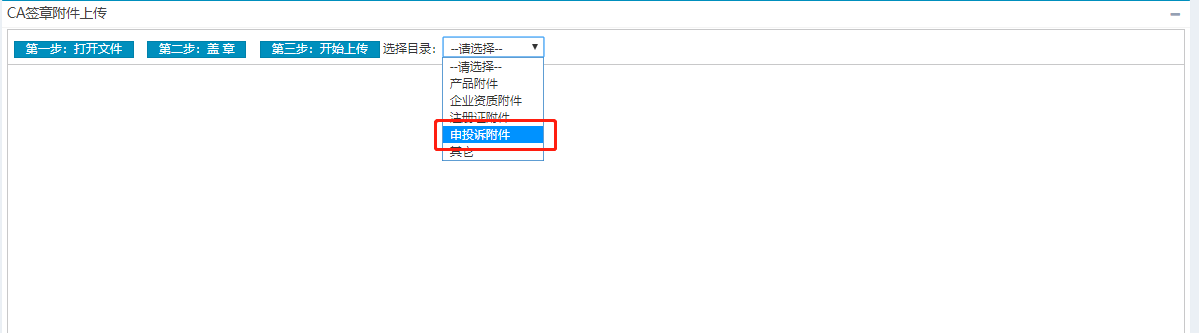 CA签章附件上传
第一步：打开文件 第二步：盖 章 第三步：开始上传 选择目录： --请选择--
--请选择--
产品附件
企业资质附件
注册证附件
申投诉附件
其它